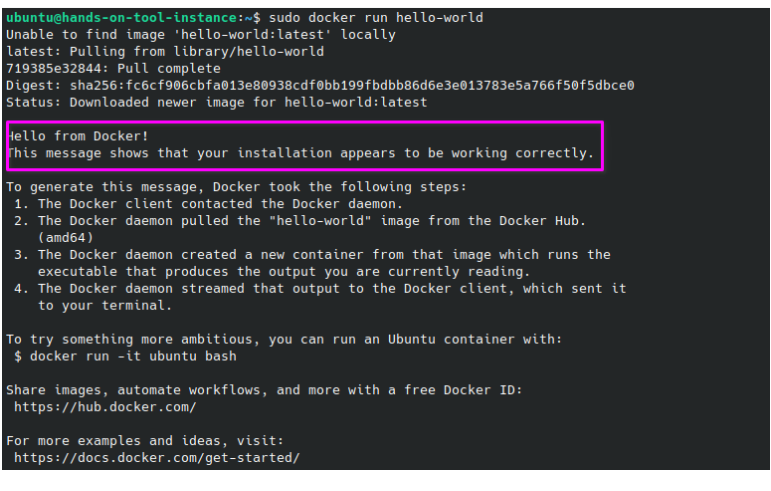 ubuntu@hands-on-tool-instance:~$ sudo docker run hello-world
Unable to find image 'hello-world:latest' locally
latest: Pulling from library/hello-world
719385e32844: Pull complete
Digest: sha256:fc6cf906cbfa013e80938cdf0bb199fbdbb86d6e3e013783e5a766f50f5dbce0
Status: Downloaded newer image for hello-world:latest
Hello from Docker!
This message shows that your installation appears to be working correctly.
To generate this message, Docker took the following steps:
1. The Docker client contacted the Docker daemon.
2. The Docker daemon pulled the "hello-world" image from the Docker Hub.
(amd64)
3. The Docker daemon created a new container from that image which runs the
executable that produces the output you are currently reading.
4. The Docker daemon streamed that output to the Docker client, which sent it
to your terminal.
To try something more ambitious, you can run an Ubuntu container with:
$ docker run -it ubuntu bash
Share images, automate workflows, and more with a free Docker ID:
https://hub.docker.com/
For more examples and ideas, visit:
https://docs.docker.com/get-started/